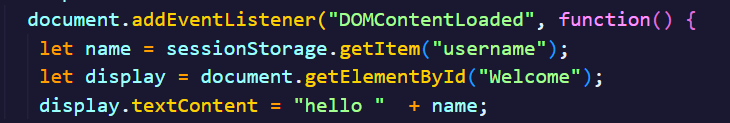 document.addEventListener("DOMContentLoaded", function() {
let name = sessionStorage.getItem("username");
let display = document.getElementById("Welcome");
display.textContent = "hello "  + name;